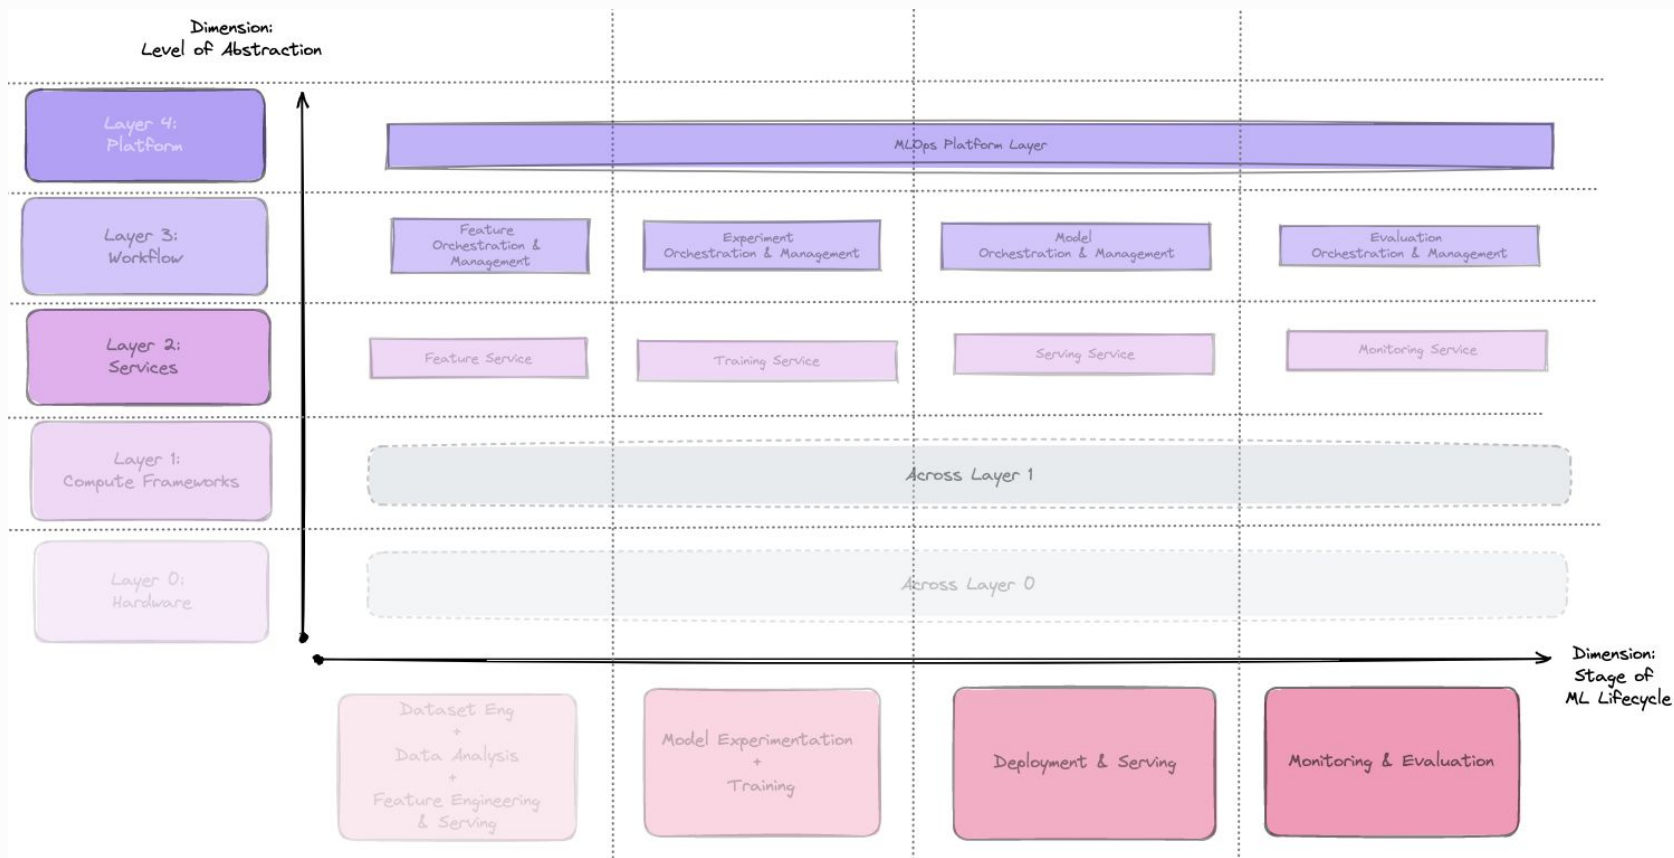 Dimension:
Level of Abstraction
Layer 4:
Platform
MLOps Platform Layer
Layer 3:
Workflow
Feature
Orchestration &
Management
Experiment
Orchestration & Management
Model
Orchestration & Management
Evaluation
Orchestration & Management
Layer 2:
Services
Feature Service
Training Service
Serving Service
Monitoring Service
Layer 1:
Compute Frameworks
Across Layer 1
Layer 0:
Hardware
Across Layer 0
Dimension:
Stage of
ML Lifecycle
Dataset Eng
+
Data Analysis
+
Feature Engineering
& Serving
Model Experimentation
+
Training
Deployment & Serving
Monitoring & Evaluation